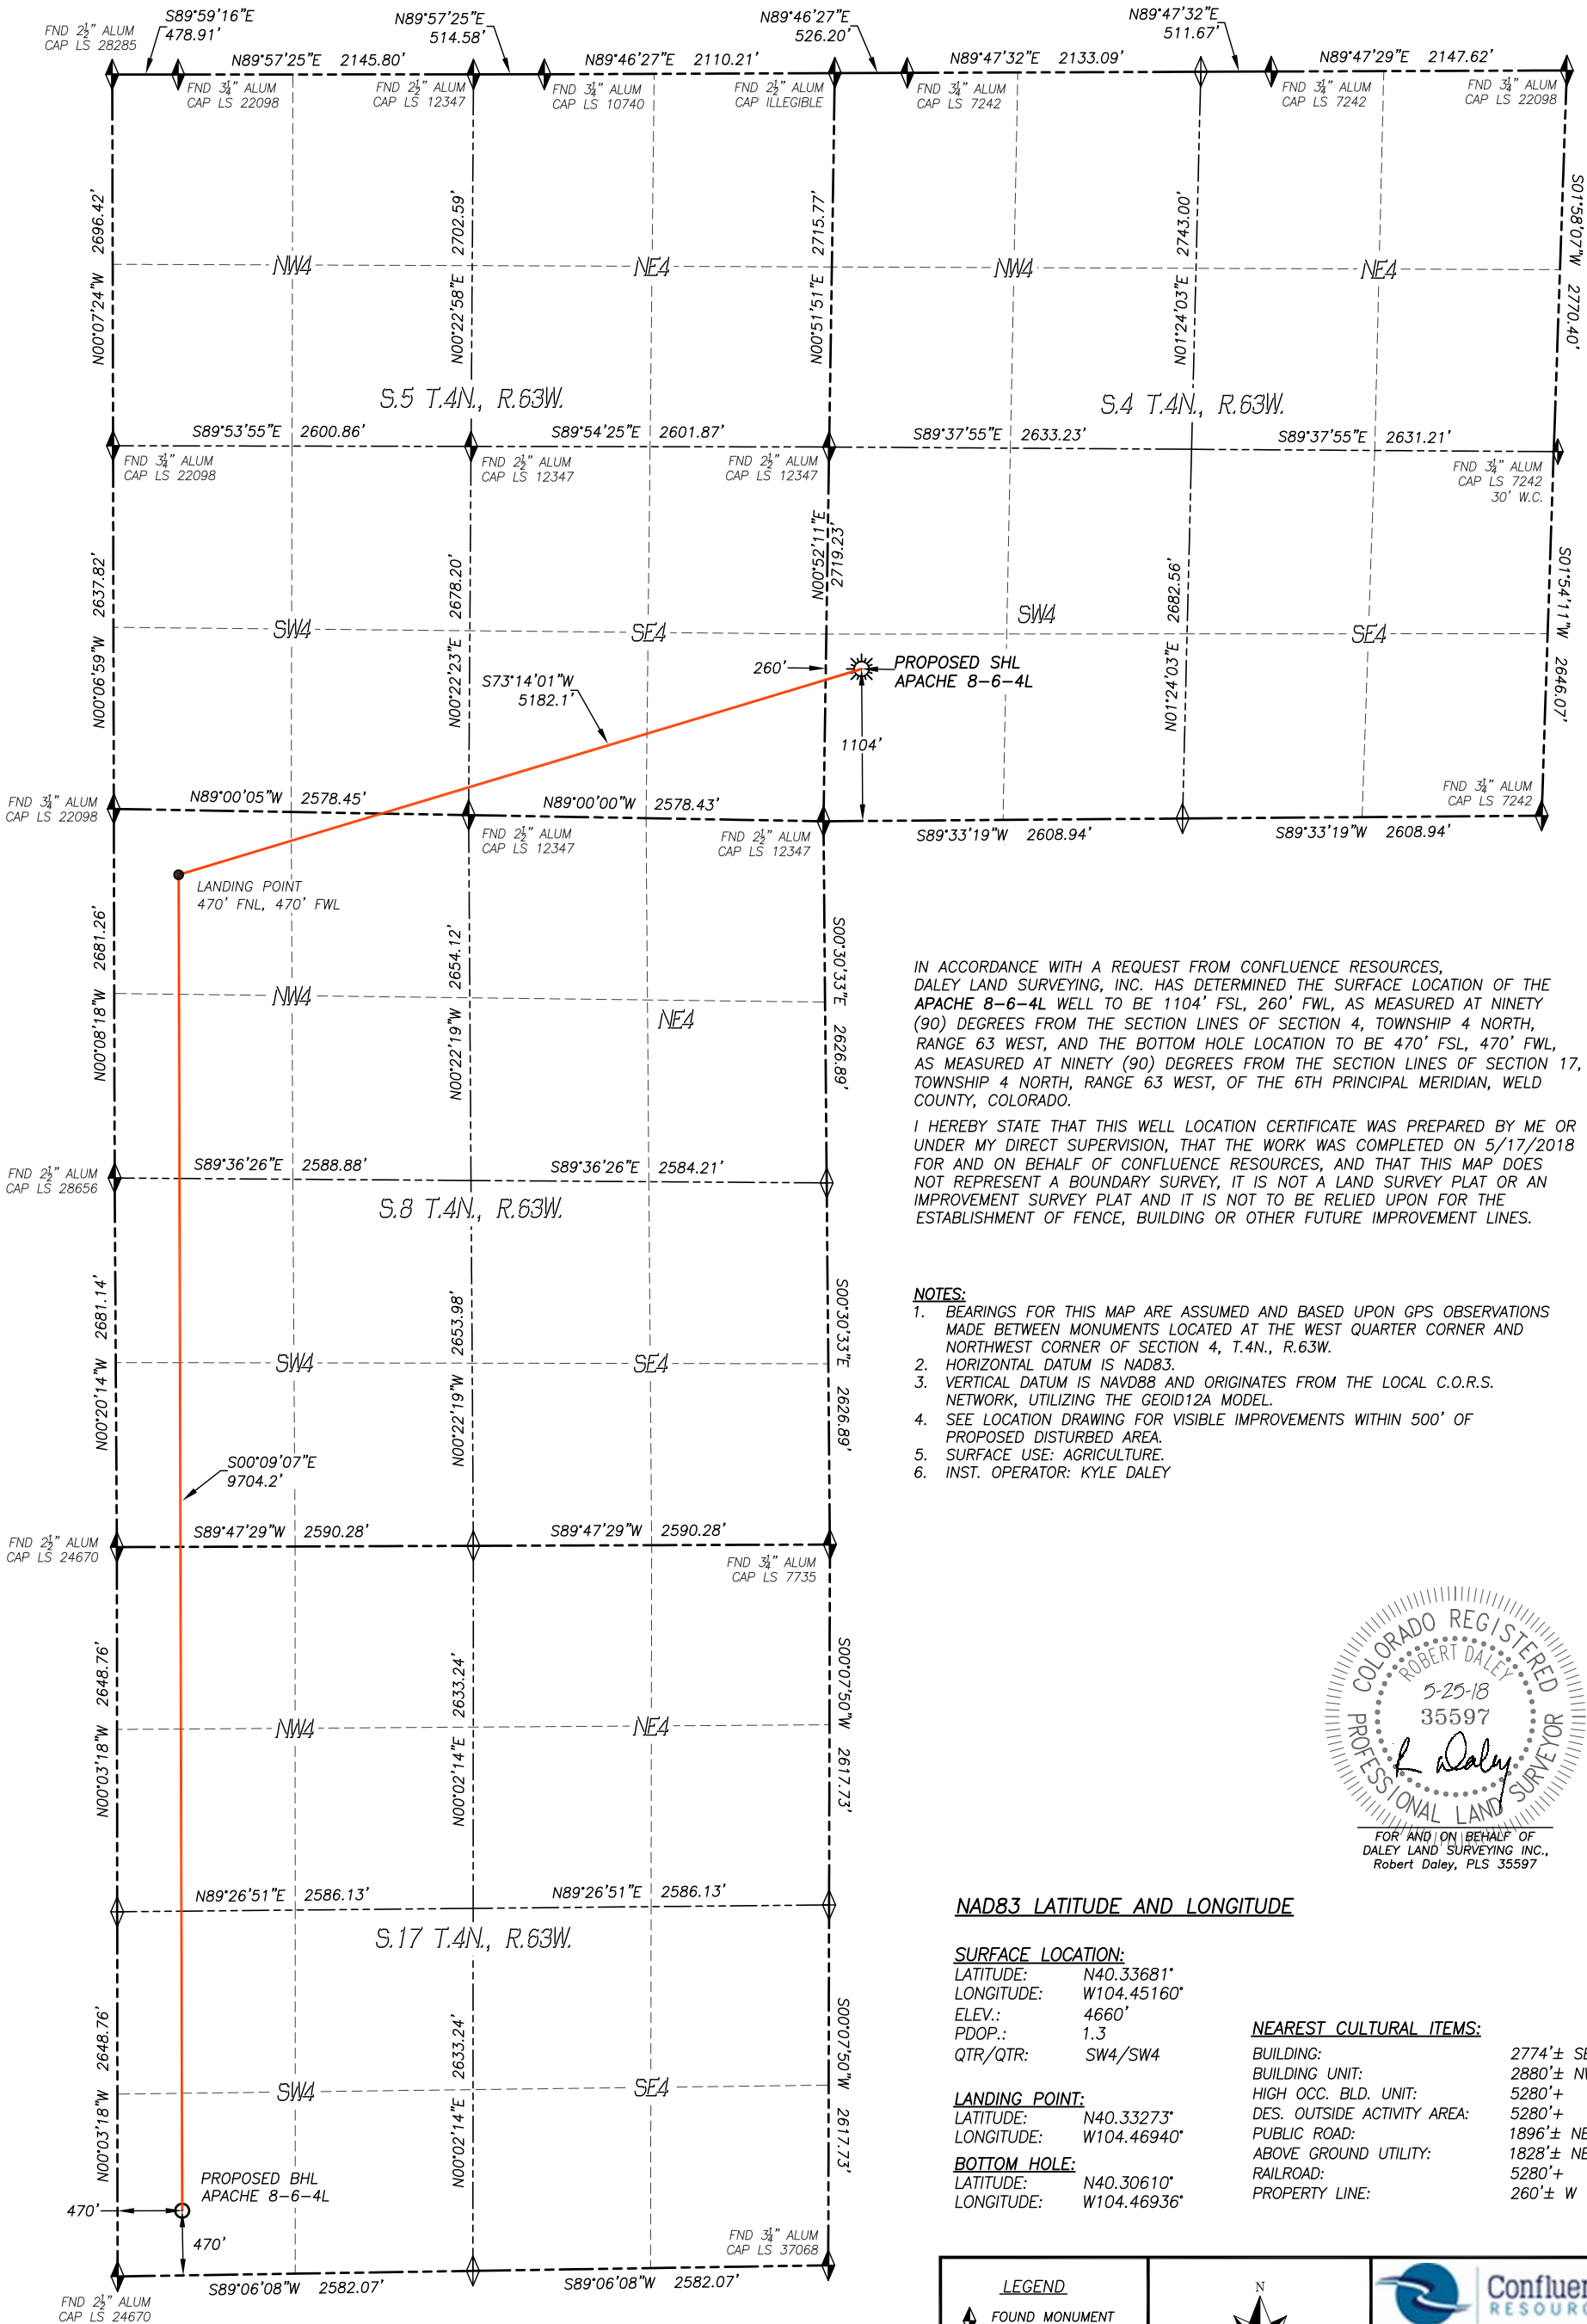 S89°59'16"E
478.91'
N89°57'25"E
514.58'
N89°46'27"E
526.20'
N89°47'32"E
511.67'
FND 2½" ALUM
CAP LS 28285
N89°57'25"E 2145.80'
N89°46'27"E 2110.21'
N89°47'32"E 2133.09'
N89°47'29"E 2147.62'
FND 3¼" ALUM
CAP LS 22098
FND 2½" ALUM
CAP LS 12347
FND 3¼" ALUM
CAP LS 10740
FND 2½" ALUM
CAP ILLEGIBLE
FND 3¼" ALUM
CAP LS 7242
FND 3¼" ALUM
CAP LS 7242
FND 3¼" ALUM
CAP LS 22098
N00°07'24"W 2696.42'
N00°22'58"E 2702.59'
N00°51'51"E 2715.77'
N01°24'03"E 2743.00'
S01°58'07"W 2770.40'
NW4
NE4
NW4
NE4
S.5 T.4N., R.63W.
S.4 T.4N., R.63W.
S89°53'55"E 2600.86'
S89°54'25"E 2601.87'
S89°37'55"E 2633.23'
S89°37'55"E 2631.21'
FND 3¼" ALUM
CAP LS 22098
FND 2½" ALUM
CAP LS 12347
FND 2½" ALUM
CAP LS 12347
FND 3¼" ALUM
CAP LS 7242
30' W.C.
N00°06'59"W 2637.82'
N00°22'23"E 2678.20'
N00°52'11"E
2719.23'
N01°24'03"E 2682.56'
S01°54'11"W 2646.07'
SW4
SE4
SW4
SE4
260'
PROPOSED SHL
APACHE 8-6-4L
S73°14'01"W
5182.1'
1104'
FND 3¼" ALUM
CAP LS 22098
N89°00'05"W 2578.45'
N89°00'00"W 2578.43'
FND 2½" ALUM
CAP LS 12347
FND 2½" ALUM
CAP LS 12347
S89°33'19"W 2608.94'
S89°33'19"W 2608.94'
FND 3¼" ALUM
CAP LS 7242
LANDING POINT
470' FNL, 470' FWL
N00°08'18"W 2681.26'
N00°22'19"W 2654.12'
S00°30'33"E 2626.89'
NW4
NE4
FND 2½" ALUM
CAP LS 28656
S89°36'26"E 2588.88'
S89°36'26"E 2584.21'
S.8 T.4N., R.63W.
N00°20'14"W 2681.14'
N00°22'19"W 2653.98'
S00°30'33"E 2626.89'
SW4
SE4
S00°09'07"E
9704.2'
FND 2½" ALUM
CAP LS 24670
S89°47'29"W 2590.28'
S89°47'29"W 2590.28'
FND 3¼" ALUM
CAP LS 7735
N00°03'18"W 2648.76'
N00°02'14"E 2633.24'
S00°07'50"W 2617.73'
NW4
NE4
N89°26'51"E 2586.13'
N89°26'51"E 2586.13'
S.17 T.4N., R.63W.
N00°03'18"W 2648.76'
N00°02'14"E 2633.24'
S00°07'50"W 2617.73'
SW4
SE4
PROPOSED BHL
APACHE 8-6-4L
470'
470'
FND 3¼" ALUM
CAP LS 37068
S89°06'08"W 2582.07'
S89°06'08"W 2582.07'
FND 2½" ALUM
CAP LS 24670
IN ACCORDANCE WITH A REQUEST FROM CONFLUENCE RESOURCES,
DALEY LAND SURVEYING, INC. HAS DETERMINED THE SURFACE LOCATION OF THE
APACHE 8-6-4L WELL TO BE 1104' FSL, 260' FWL, AS MEASURED AT NINETY
(90) DEGREES FROM THE SECTION LINES OF SECTION 4, TOWNSHIP 4 NORTH,
RANGE 63 WEST, AND THE BOTTOM HOLE LOCATION TO BE 470' FSL, 470' FWL,
AS MEASURED AT NINETY (90) DEGREES FROM THE SECTION LINES OF SECTION 17,
TOWNSHIP 4 NORTH, RANGE 63 WEST, OF THE 6TH PRINCIPAL MERIDIAN, WELD
COUNTY, COLORADO.
I HEREBY STATE THAT THIS WELL LOCATION CERTIFICATE WAS PREPARED BY ME OR
UNDER MY DIRECT SUPERVISION, THAT THE WORK WAS COMPLETED ON 5/17/2018
FOR AND ON BEHALF OF CONFLUENCE RESOURCES, AND THAT THIS MAP DOES
NOT REPRESENT A BOUNDARY SURVEY, IT IS NOT A LAND SURVEY PLAT OR AN
IMPROVEMENT SURVEY PLAT AND IT IS NOT TO BE RELIED UPON FOR THE
ESTABLISHMENT OF FENCE, BUILDING OR OTHER FUTURE IMPROVEMENT LINES.
NOTES:
1. BEARINGS FOR THIS MAP ARE ASSUMED AND BASED UPON GPS OBSERVATIONS
MADE BETWEEN MONUMENTS LOCATED AT THE WEST QUARTER CORNER AND
NORTHWEST CORNER OF SECTION 4, T.4N., R.63W.
2. HORIZONTAL DATUM IS NAD83.
3. VERTICAL DATUM IS NAVD88 AND ORIGINATES FROM THE LOCAL C.O.R.S.
NETWORK, UTILIZING THE GEOID12A MODEL.
4. SEE LOCATION DRAWING FOR VISIBLE IMPROVEMENTS WITHIN 500' OF
PROPOSED DISTURBED AREA.
5. SURFACE USE: AGRICULTURE.
6. INST. OPERATOR: KYLE DALEY
COLORADO REGISTERED
ROBERT DALEY
5-25-18
35597
R Daley
PROFESSIONAL LAND SURVEYOR
FOR AND ON BEHALF OF
DALEY LAND SURVEYING INC.,
Robert Daley, PLS 35597
NAD83 LATITUDE AND LONGITUDE
SURFACE LOCATION:
LATITUDE: N40.33681°
LONGITUDE: W104.45160°
ELEV.: 4660'
PDOP.: 1.3
QTR/QTR: SW4/SW4
LANDING POINT:
LATITUDE: N40.33273°
LONGITUDE: W104.46940°
BOTTOM HOLE:
LATITUDE: N40.30610°
LONGITUDE: W104.46936°
NEAREST CULTURAL ITEMS:
BUILDING: 2774'± SE
BUILDING UNIT: 2880'± NW
HIGH OCC. BLD. UNIT: 5280'+
DES. OUTSIDE ACTIVITY AREA: 5280'+
PUBLIC ROAD: 1896'± NE
ABOVE GROUND UTILITY: 1828'± NE
RAILROAD: 5280'+
PROPERTY LINE: 260'± W
LEGEND
FOUND MONUMENT
N
Confluen
RESOUR